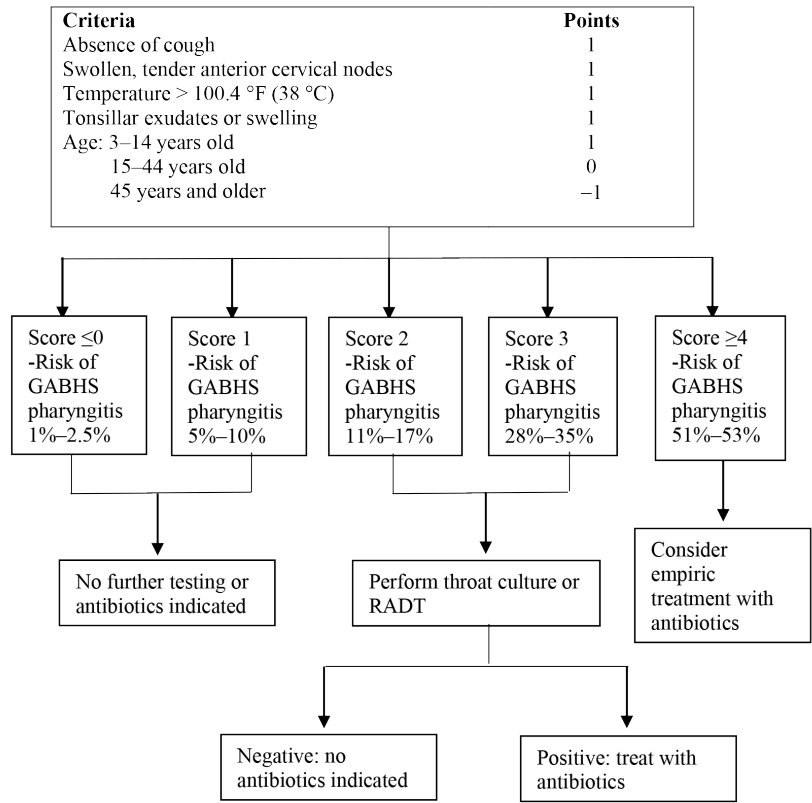 Criteria Points
Absence of cough 1
Swollen, tender anterior cervical nodes 1
Temperature > 100.4 °F (38 °C) 1
Tonsillar exudates or swelling 1
Age: 3–14 years old 1
15–44 years old 0
45 years and older −1
Score ≤0
-Risk of
GABHS
pharyngitis
1%–2.5%
Score 1
-Risk of
GABHS
pharyngitis
5%–10%
Score 2
-Risk of
GABHS
pharyngitis
11%–17%
Score 3
-Risk of
GABHS
pharyngitis
28%–35%
Score ≥4
-Risk of
GABHS
pharyngitis
51%–53%
No further testing or
antibiotics indicated
Perform throat culture or
RADT
Consider
empiric
treatment with
antibiotics
Negative: no
antibiotics indicated
Positive: treat with
antibiotics